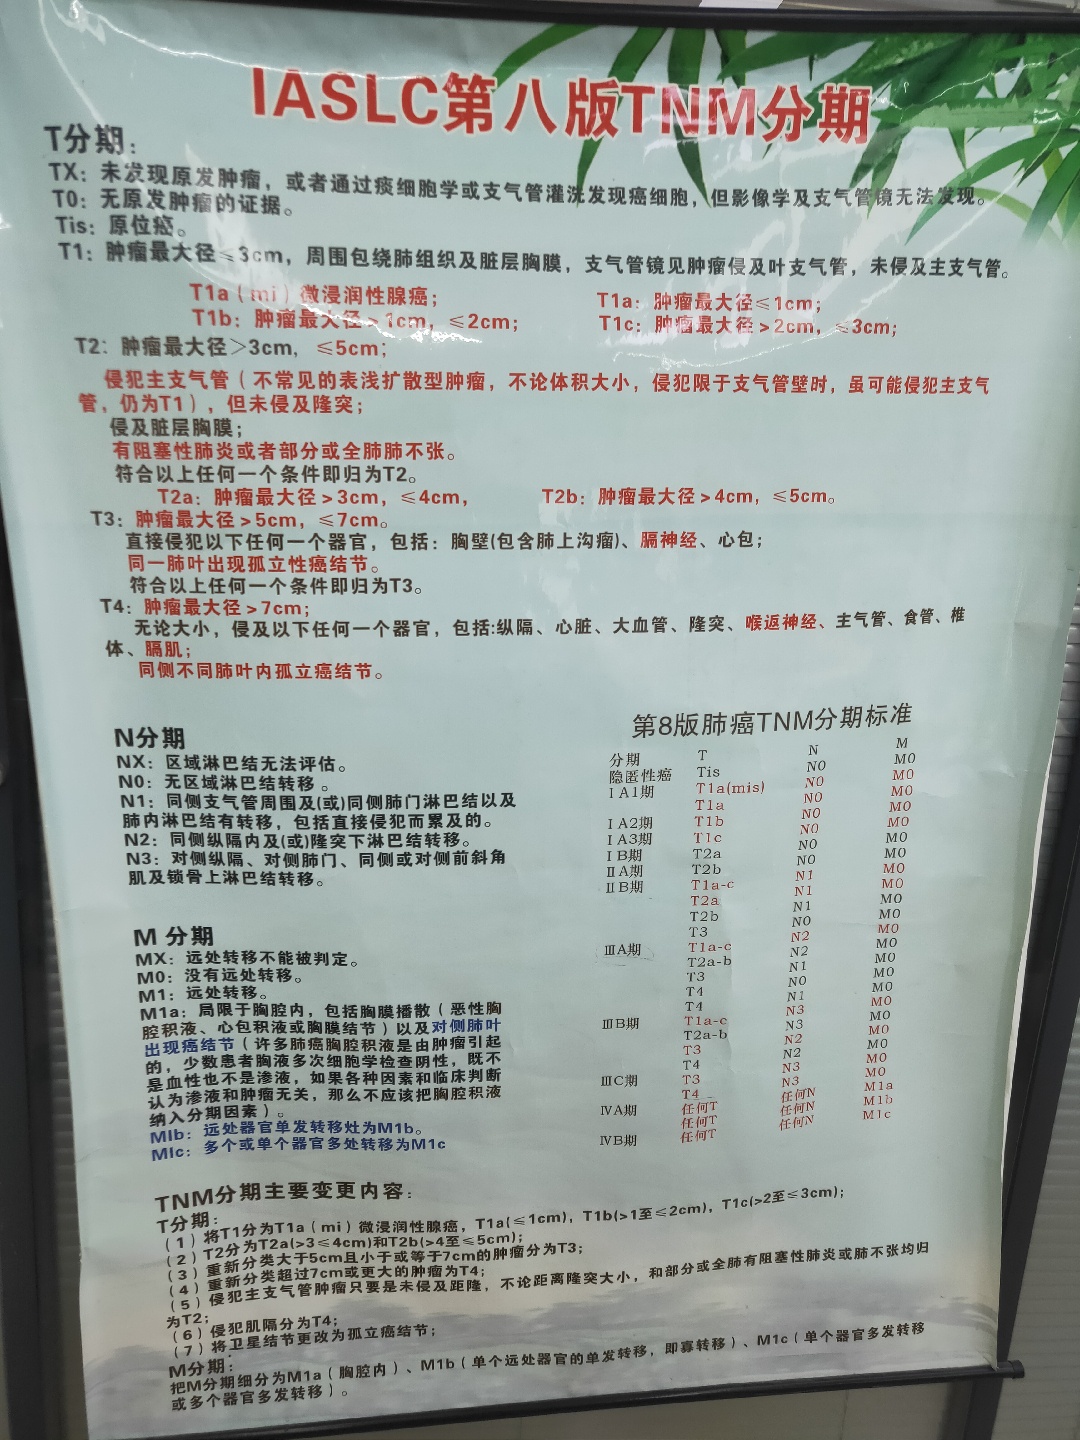 IASLC第八版TNM分期
T分期：
TX：未发现原发肿瘤，或者通过痰细胞学或支气管灌洗发现癌细胞，但影像学及支气管镜无法发现。
T0：无原发肿瘤的证据。
Tis：原位癌。
T1：肿瘤最大径≤3cm，周围包绕肺组织及脏层胸膜，支气管镜见肿瘤侵及叶支气管，未侵及主支气管。
T1a（mi）微浸润性腺癌； T1a：肿瘤最大径≤1cm；
T1b：肿瘤最大径>1cm，≤2cm； T1c：肿瘤最大径>2cm，≤3cm；
T2：肿瘤最大径>3cm，≤5cm；
侵犯主支气管（不常见的表浅扩散型肿瘤，不论体积大小，侵犯限于支气管壁时，虽可能侵犯主支气
管，仍为T1），但未侵及隆突；
侵及脏层胸膜；
有阻塞性肺炎或者部分或全肺肺不张。
符合以上任何一个条件即归为T2。
T2a：肿瘤最大径>3cm，≤4cm， T2b：肿瘤最大径>4cm，≤5cm。
T3：肿瘤最大径>5cm，≤7cm。
直接侵犯以下任何一个器官，包括：胸壁(包含肺上沟瘤)、膈神经、心包；
同一肺叶出现孤立性癌结节。
符合以上任何一个条件即归为T3。
T4：肿瘤最大径>7cm；
无论大小，侵及以下任何一个器官，包括:纵隔、心脏、大血管、隆突、喉返神经、主气管、食管、椎
体、膈肌；
同侧不同肺叶内孤立癌结节。
N分期
NX：区域淋巴结无法评估。
N0：无区域淋巴结转移。
N1：同侧支气管周围及(或)同侧肺门淋巴结以及
肺内淋巴结有转移，包括直接侵犯而累及的。
N2：同侧纵隔内及(或)隆突下淋巴结转移。
N3：对侧纵隔、对侧肺门、同侧或对侧前斜角
肌及锁骨上淋巴结转移。
M 分期
MX：远处转移不能被判定。
M0：没有远处转移。
M1：远处转移。
M1a：局限于胸腔内，包括胸膜播散（恶性胸
腔积液、心包积液或胸膜结节）以及对侧肺叶
出现癌结节（许多肺癌胸腔积液是由肿瘤引起
的，少数患者胸液多次细胞学检查阴性，既不
是血性也不是渗液，如果各种因素和临床判断
认为渗液和肿瘤无关，那么不应该把胸腔积液
纳入分期因素）。
MIb：远处器官单发转移灶为M1b。
MIc：多个或单个器官多处转移为M1c
第8版肺癌TNM分期标准
分期 T N M
隐匿性癌 Tis N0 M0
ⅠA1期 T1a(mis) N0 M0
T1a N0 M0
ⅠA2期 T1b N0 M0
ⅠA3期 T1c N0 M0
ⅠB期 T2a N0 M0
ⅡA期 T2b N0 M0
ⅡB期 T1a-c N1 M0
T2a N1 M0
T2b N1 M0
T3 N0 M0
ⅢA期 T1a-c N2 M0
T2a-b N2 M0
T3 N1 M0
T4 N0 M0
T4 N1 M0
ⅢB期 T1a-c N3 M0
T2a-b N3 M0
T3 N2 M0
T4 N2 M0
ⅢC期 T3 N3 M0
T4 N3 M0
ⅣA期 任何T 任何N M1a
任何T 任何N M1b
ⅣB期 任何T 任何N M1c
TNM分期主要变更内容：
T分期：
（1）将T1分为T1a（mi）微浸润性腺癌，T1a(≤1cm)，T1b(>1至≤2cm)，T1c(>2至≤3cm)；
（2）T2分为T2a(>3≤4cm)和T2b(>4至≤5cm)；
（3）重新分类大于5cm且小于或等于7cm的肿瘤分为T3；
（4）重新分类超过7cm或更大的肿瘤为T4；
（5）侵犯主支气管肿瘤只要是未侵及距隆，不论距离隆突大小，和部分或全肺有阻塞性肺炎或肺不张均归
为T2；
（6）侵犯肌隔分为T4；
（7）将卫星结节更改为孤立癌结节；
M分期：
把M分期细分为M1a（胸腔内）、M1b（单个远处器官的单发转移，即寡转移）、M1c（单个器官多发转移
或多个器官多发转移）。